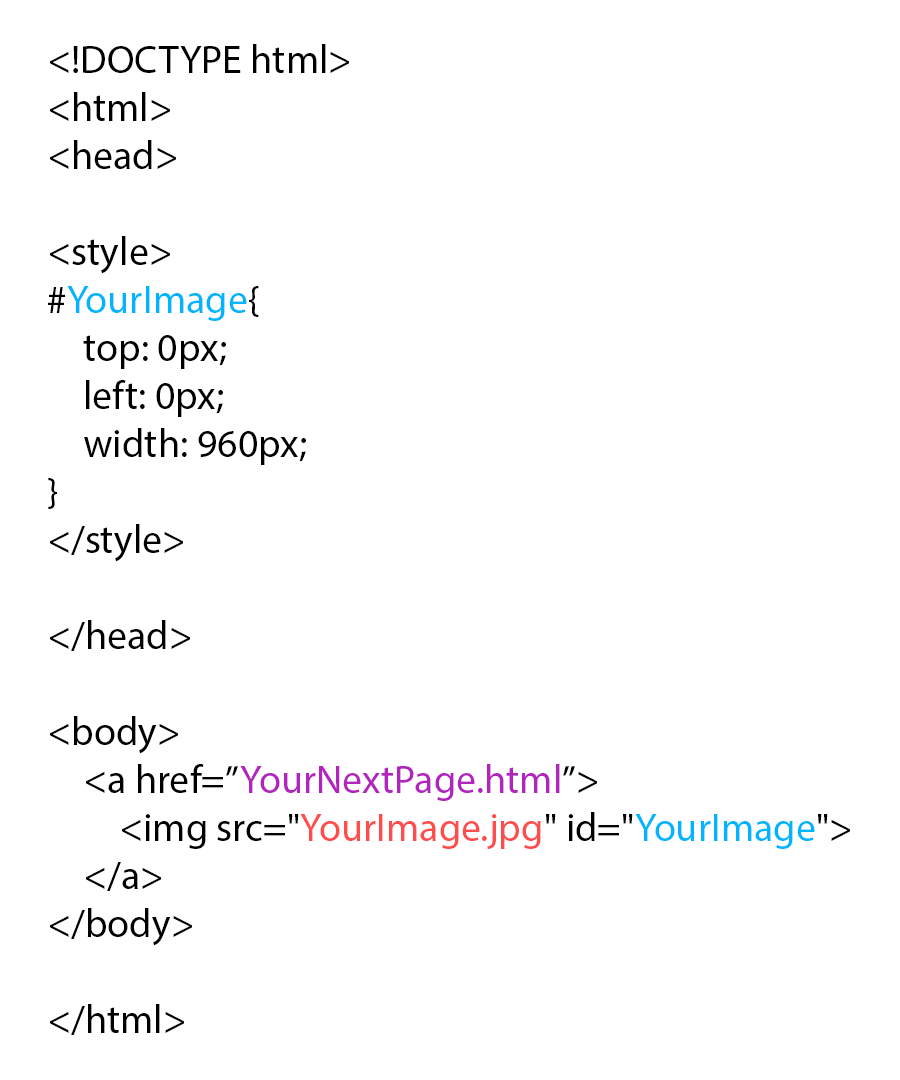 <!DOCTYPE html>
<html>
<head>
<style>
#YourImage{
top: 0px;
left: 0px;
width: 960px;
}
</style>
</head>
<body>
<a href=”YourNextPage.html”>
<img src="YourImage.jpg" id="YourImage">
</a>
</body>
</html>